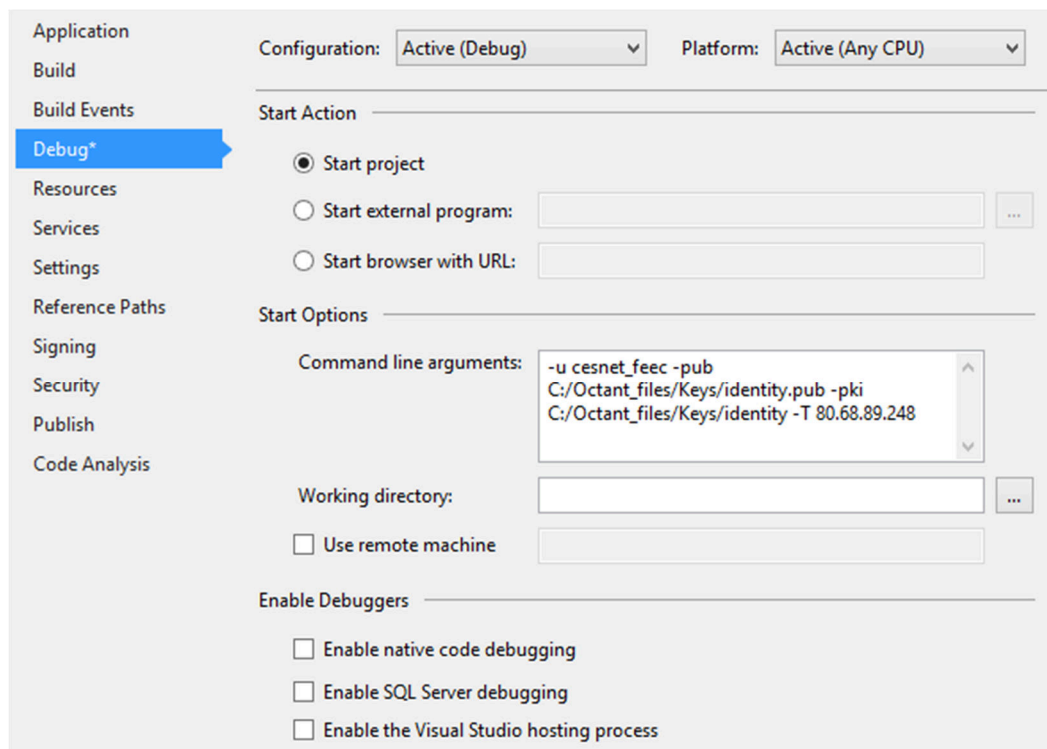 Application
Build
Build Events
Debug*
Resources
Services
Settings
Reference Paths
Signing
Security
Publish
Code Analysis
Configuration: Active (Debug) Platform: Active (Any CPU)
Start Action
Start project
Start external program: ...
Start browser with URL:
Start Options
Command line arguments: -u cesnet_feec -pub
C:/Octant_files/Keys/identity.pub -pki
C:/Octant_files/Keys/identity -T 80.68.89.248
Working directory: ...
Use remote machine
Enable Debuggers
Enable native code debugging
Enable SQL Server debugging
Enable the Visual Studio hosting process